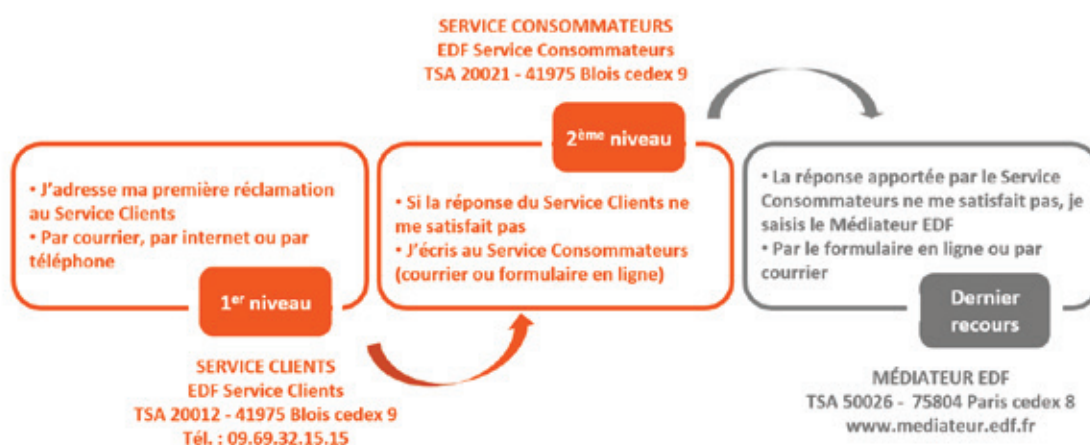 SERVICE CONSOMMATEURS
EDF Service Consommateurs
TSA 20021 - 41975 Blois cedex 9
2ème niveau
• J'adresse ma première réclamation
au Service Clients
• Par courrier, par internet ou par
téléphone
1er niveau
SERVICE CLIENTS
EDF Service Clients
TSA 20012 - 41975 Blois cedex 9
Tél. : 09.69.32.15.15
• Si la réponse du Service Clients ne
me satisfait pas
• J'écris au Service Consommateurs
(courrier ou formulaire en ligne)
• La réponse apportée par le Service
Consommateurs ne me satisfait pas, je
saisis le Médiateur EDF
• Par le formulaire en ligne ou par
courrier
Dernier
recours
MÉDIATEUR EDF
TSA 50026 - 75804 Paris cedex 8
www.mediateur.edf.fr